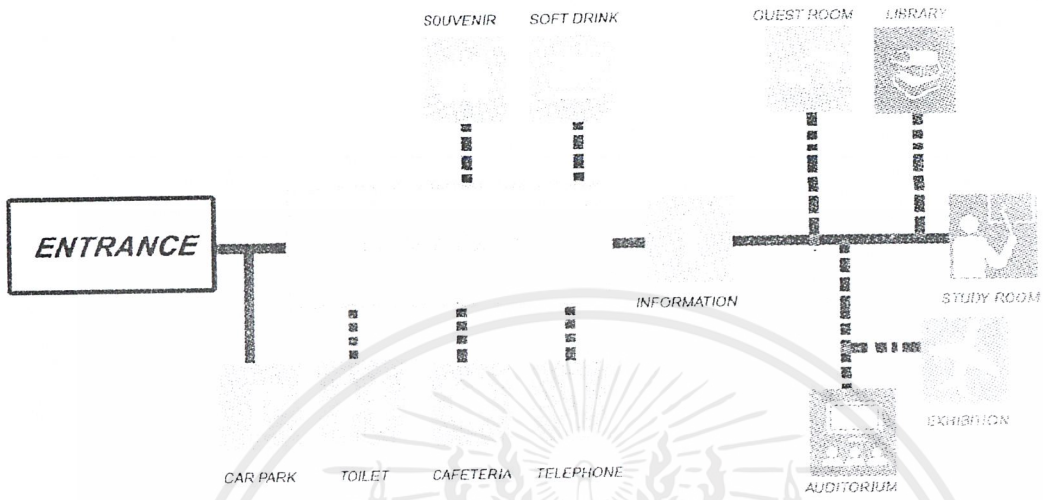 SOUVENIR
SOFT DRINK
GUEST ROOM
LIBRARY
ENTRANCE
INFORMATION
STUDY ROOM
EXHIBITION
CAR PARK
TOILET
CAFETERIA
TELEPHONE
AUDITORIUM